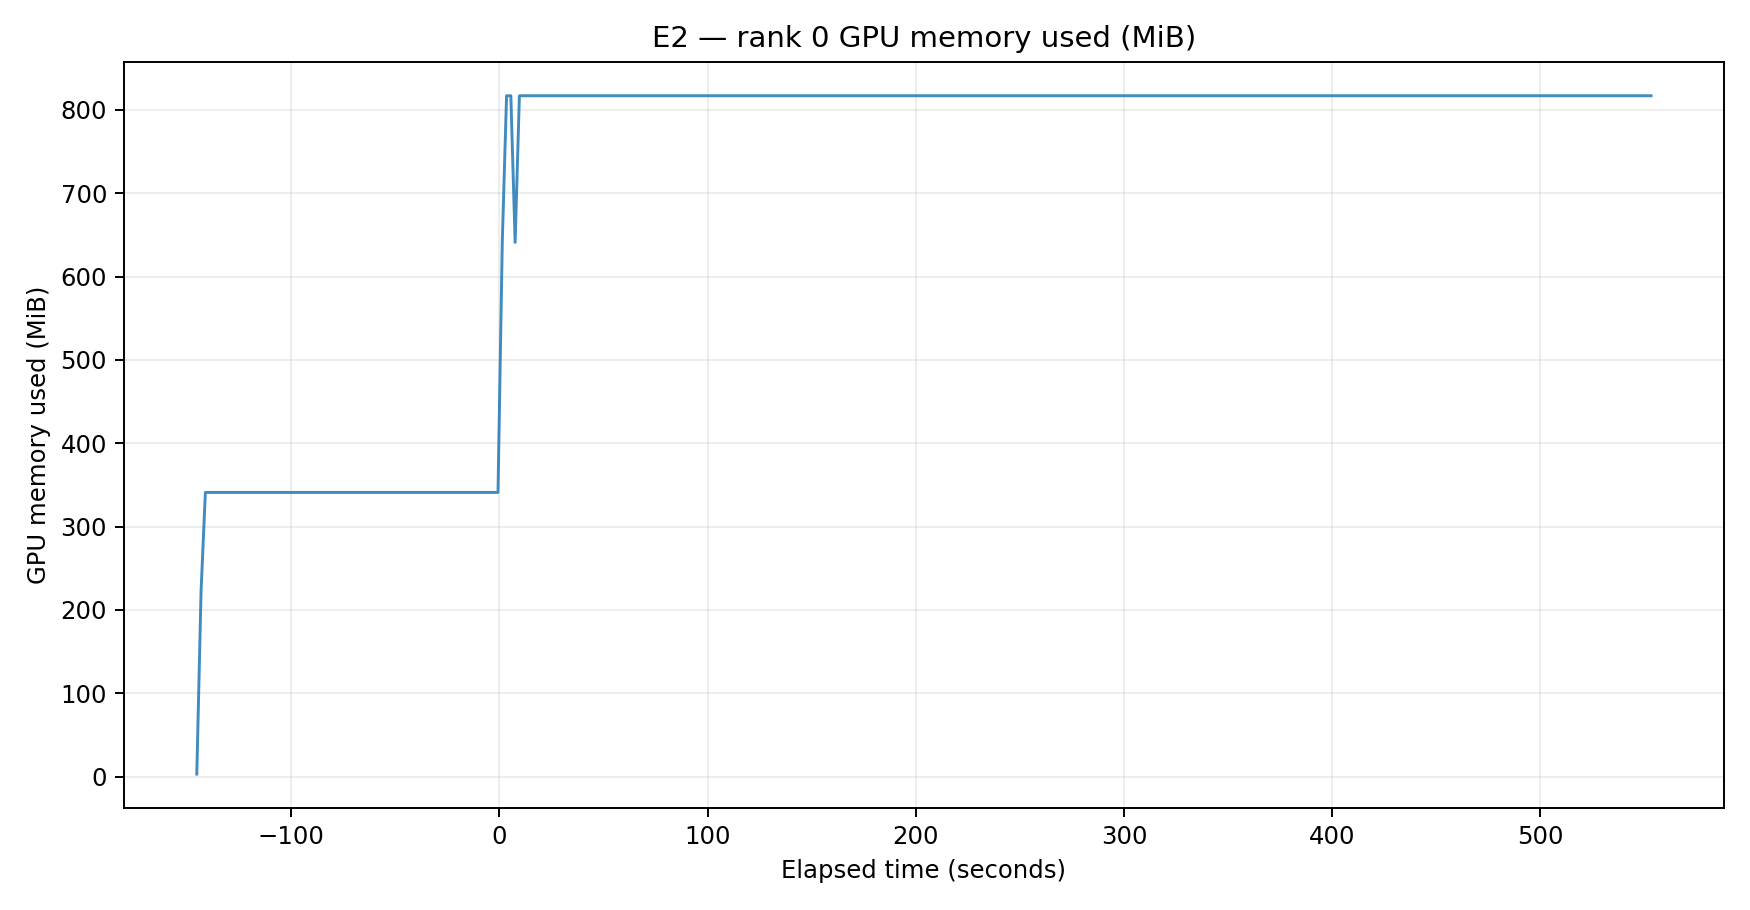 E2 — rank 0 GPU memory used (MiB)
GPU memory used (MiB)
800
700
600
500
400
300
200
100
0
−100 0 100 200 300 400 500
Elapsed time (seconds)